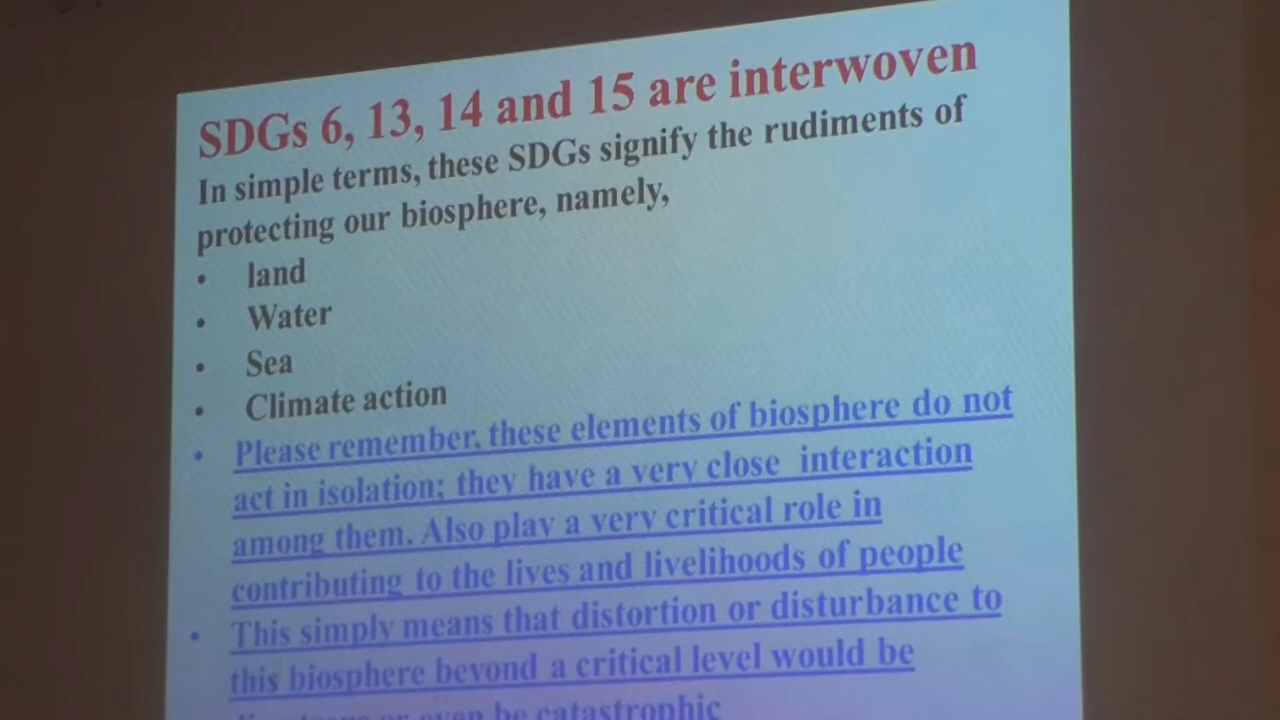 SDGs 6, 13, 14 and 15 are interwoven
In simple terms, these SDGs signify the rudiments of
protecting our biosphere, namely,
• land
• Water
• Sea
• Climate action
• Please remember, these elements of biosphere do not
act in isolation; they have a very close interaction
among them. Also play a very critical role in
contributing to the lives and livelihoods of people
• This simply means that distortion or disturbance to
this biosphere beyond a critical level would be
or even be catastrophic